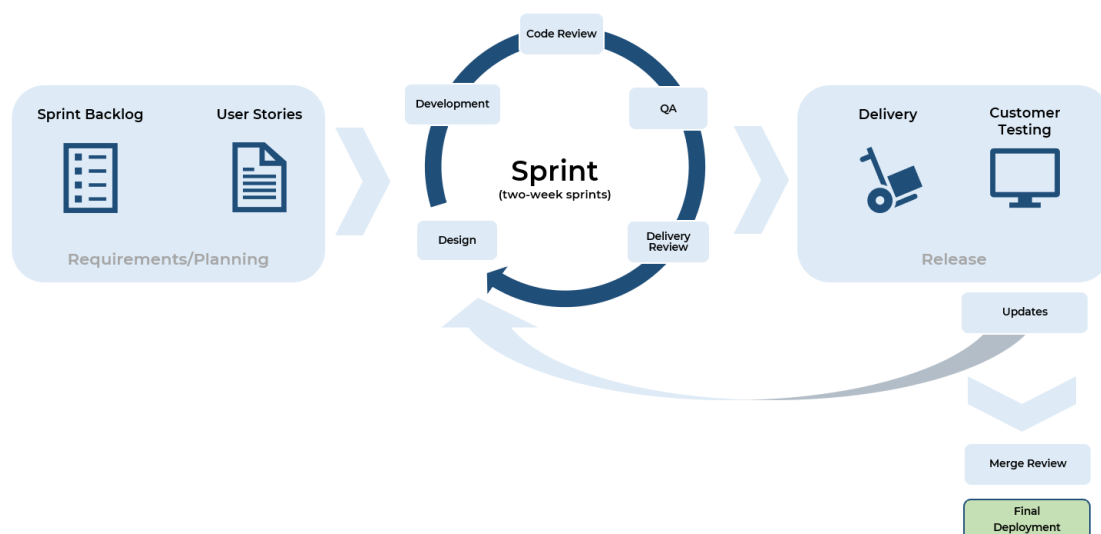 Sprint Backlog
User Stories
Requirements/Planning
Code Review
Development
QA
Sprint
(two-week sprints)
Design
Delivery
Review
Delivery
Customer
Testing
Release
Updates
Merge Review
Final
Deployment